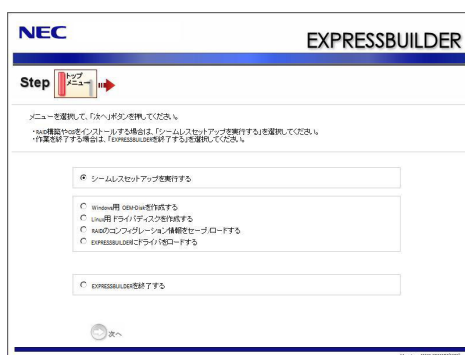 NEC
EXPRESSBUILDER
Step トップメニュー
メニューを選択して、「次へ」ボタンを押してください。
・RAID構築やOSをインストールする場合は、「シームレスセットアップを実行する」を選択してください。
・作業を終了する場合は、「EXPRESSBUILDERを終了する」を選択してください。
シームレスセットアップを実行する
Windows用 OEM-Diskを作成する
Linux用 ドライバディスクを作成する
RAIDのコンフィグレーション情報をセーブ/ロードする
EXPRESSBUILDERにドライバをロードする
EXPRESSBUILDERを終了する
次へ